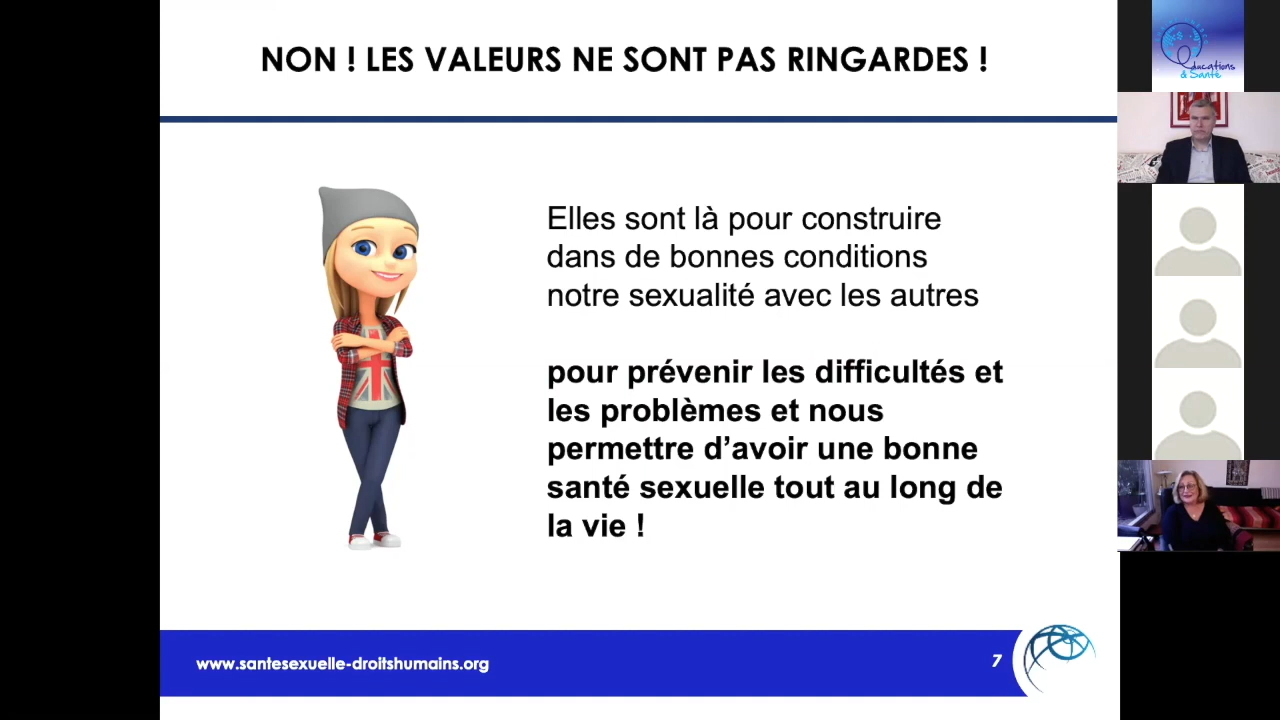 NON ! LES VALEURS NE SONT PAS RINGARDES !
Elles sont là pour construire
dans de bonnes conditions
notre sexualité avec les autres
pour prévenir les difficultés et
les problèmes et nous
permettre d’avoir une bonne
santé sexuelle tout au long de
la vie !
www.santesexuelle-droitshumains.org
7
ducations
& Santé